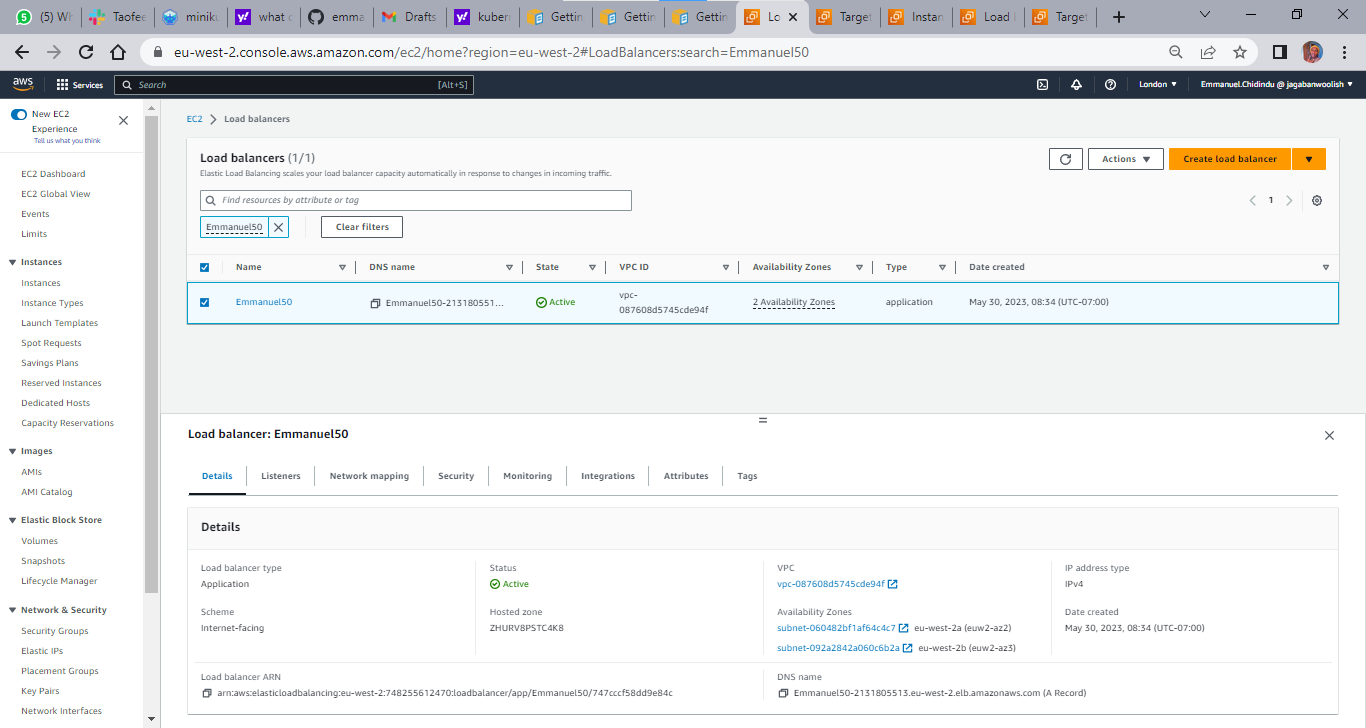 (5) W
Taofee
minik
what c
emma
Drafts
kuber
Gettin
Gettin
Gettin
Lo
Target
Instan
Load
Target
eu-west-2.console.aws.amazon.com/ec2/home?region=eu-west-2#LoadBalancers:search=Emmanuel50
aws
Services
Search
[Alt+S]
London
Emmanuel.Chidindu @ jagabanwoolish
New EC2
Experience
Tell us what you think
EC2 Dashboard
EC2 Global View
Events
Limits
Instances
Instances
Instance Types
Launch Templates
Spot Requests
Savings Plans
Reserved Instances
Dedicated Hosts
Capacity Reservations
Images
AMIs
AMI Catalog
Elastic Block Store
Volumes
Snapshots
Lifecycle Manager
Network & Security
Security Groups
Elastic IPs
Placement Groups
Key Pairs
Network Interfaces
EC2
Load balancers
Load balancers (1/1)
Elastic Load Balancing scales your load balancer capacity automatically in response to changes in incoming traffic.
Actions
Create load balancer
Find resources by attribute or tag
1
Emmanuel50
Clear filters
Name
DNS name
State
VPC ID
Availability Zones
Type
Date created
Emmanuel50
Emmanuel50-213180551...
Active
vpc-
087608d5745cde94f
2 Availability Zones
application
May 30, 2023, 08:34 (UTC-07:00)
Load balancer: Emmanuel50
Details
Listeners
Network mapping
Security
Monitoring
Integrations
Attributes
Tags
Details
Load balancer type
Application
Status
Active
VPC
vpc-087608d5745cde94f
IP address type
IPv4
Scheme
Internet-facing
Hosted zone
ZHURV8PSTC4K8
Availability Zones
subnet-060482bf1af64c4c7 eu-west-2a (euw2-az2)
subnet-092a2842a060c6b2a eu-west-2b (euw2-az3)
Date created
May 30, 2023, 08:34 (UTC-07:00)
Load balancer ARN
arn:aws:elasticloadbalancing:eu-west-2:748255612470:loadbalancer/app/Emmanuel50/747cccf58dd9e84c
DNS name
Emmanuel50-2131805513.eu-west-2.elb.amazonaws.com (A Record)